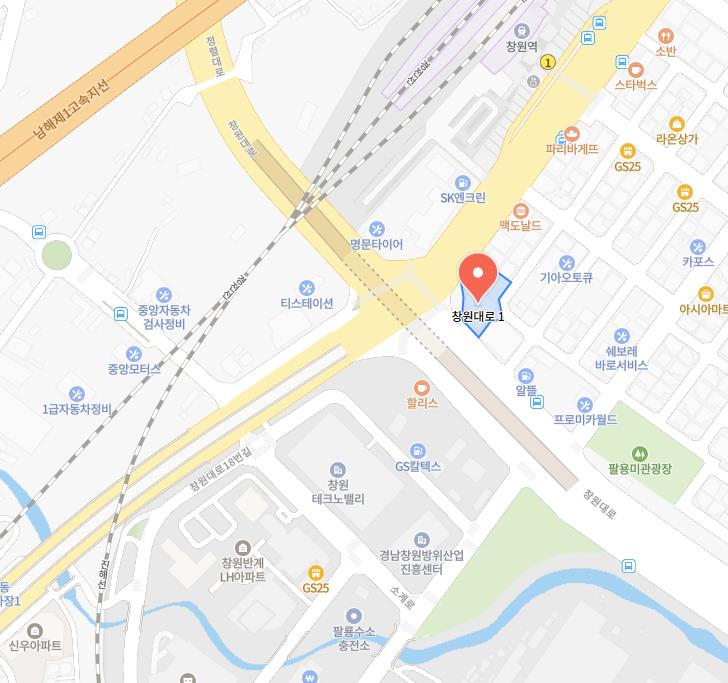 정렬대로
창원역
1
소반
스타벅스
경전선
남해제1고속지선
창원대로
파리바게뜨
라온상가
GS25
SK엔크린
GS25
맥도날드
명문타이어
카포스
기아오토큐
경전선
티스테이션
중앙자동차
검사정비
창원대로 1
아시아마트
쉐보레
바로서비스
중앙모터스
알뜰
1급자동차정비
할리스
프로미카월드
GS칼텍스
팔용미관광장
창원대로18번길
창원
테크노밸리
창원대로
경남창원방위산업
진흥센터
창원반계
LH아파트
진해선
GS25
소계로
팔룡수소
충전소
신우아파트